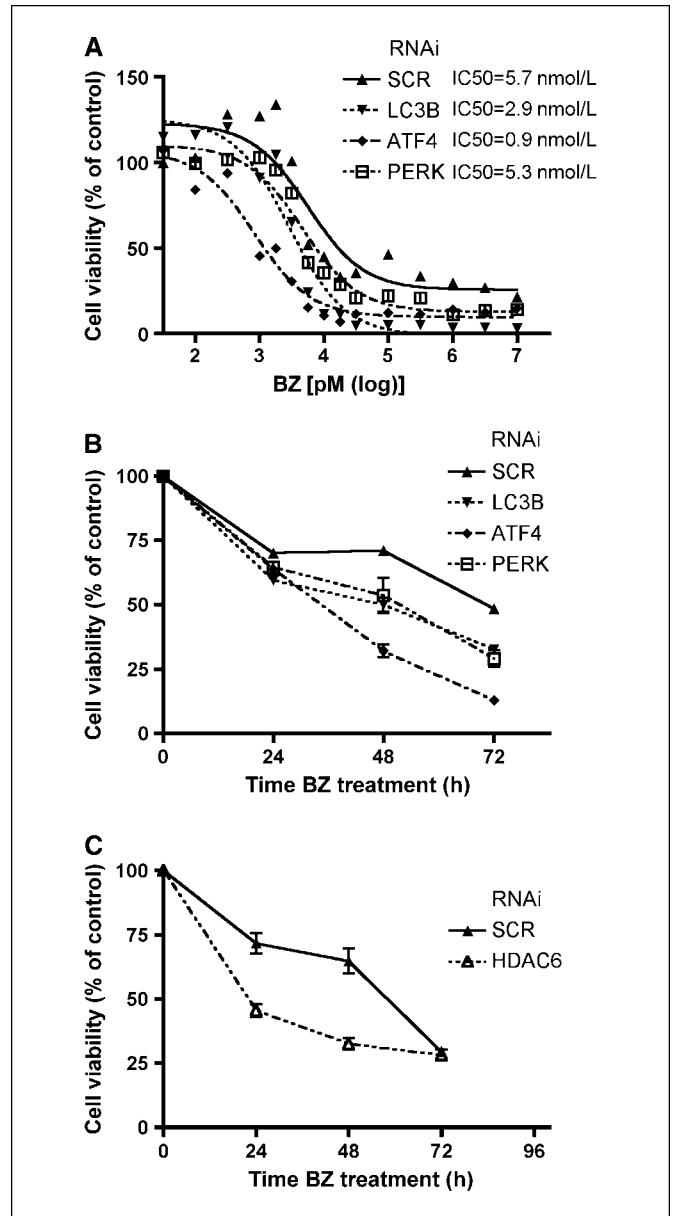 A
RNAi
SCR IC50=5.7 nmol/L
LC3B IC50=2.9 nmol/L
ATF4 IC50=0.9 nmol/L
PERK IC50=5.3 nmol/L
Cell viability (% of control)
150
100
50
0
2 3 4 5 6 7
BZ [pM (log)]
B
RNAi
SCR
LC3B
ATF4
PERK
Cell viability (% of control)
100
75
50
25
0
0 24 48 72
Time BZ treatment (h)
C
RNAi
SCR
HDAC6
Cell viability (% of control)
100
75
50
25
0
0 24 48 72 96
Time BZ treatment (h)